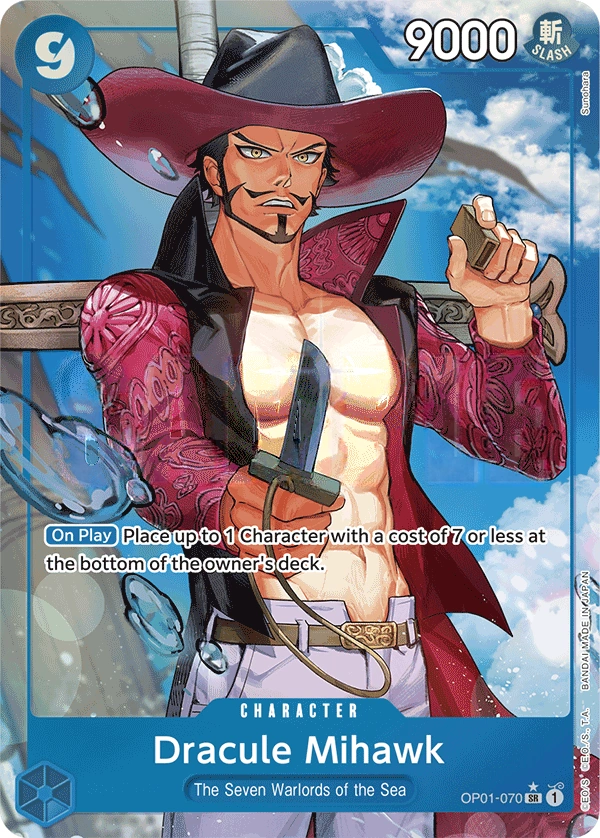 9
9000
斬
SLASH
Sunohara
On Play Place up to 1 Character with a cost of 7 or less at
the bottom of the owner's deck.
CHARACTER
Dracule Mihawk
The Seven Warlords of the Sea
OP01-070 SR 1
©E.O/S. ©E.O./S., T.A. BANDAI MADE IN JAPAN